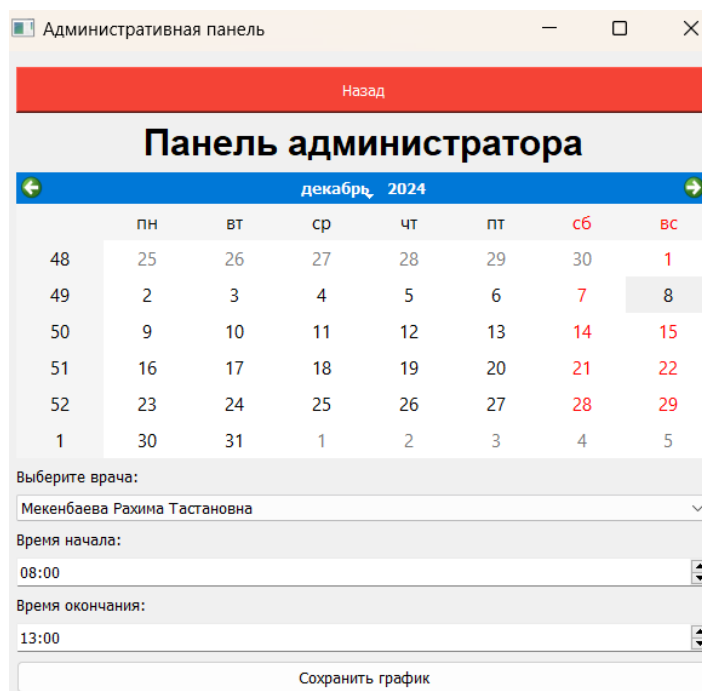 Административная панель
Назад
Панель администратора
декабрь 2024
пн вт ср чт пт сб вс
48 25 26 27 28 29 30 1
49 2 3 4 5 6 7 8
50 9 10 11 12 13 14 15
51 16 17 18 19 20 21 22
52 23 24 25 26 27 28 29
1 30 31 1 2 3 4 5
Выберите врача:
Мекенбаева Рахима Тастановна
Время начала:
08:00
Время окончания:
13:00
Сохранить график